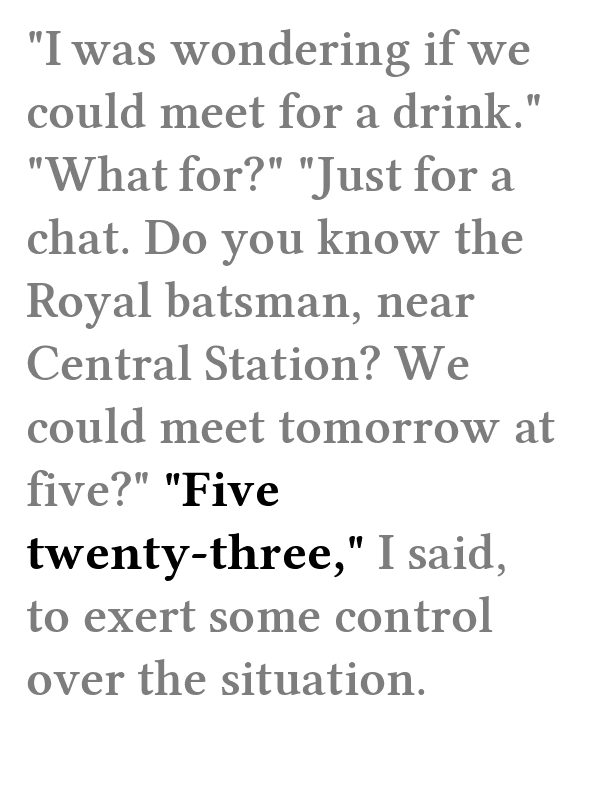 "I was wondering if we
could meet for a drink."
"What for?" "Just for a
chat. Do you know the
Royal batsman, near
Central Station? We
could meet tomorrow at
five?" "Five
twenty-three," I said,
to exert some control
over the situation.